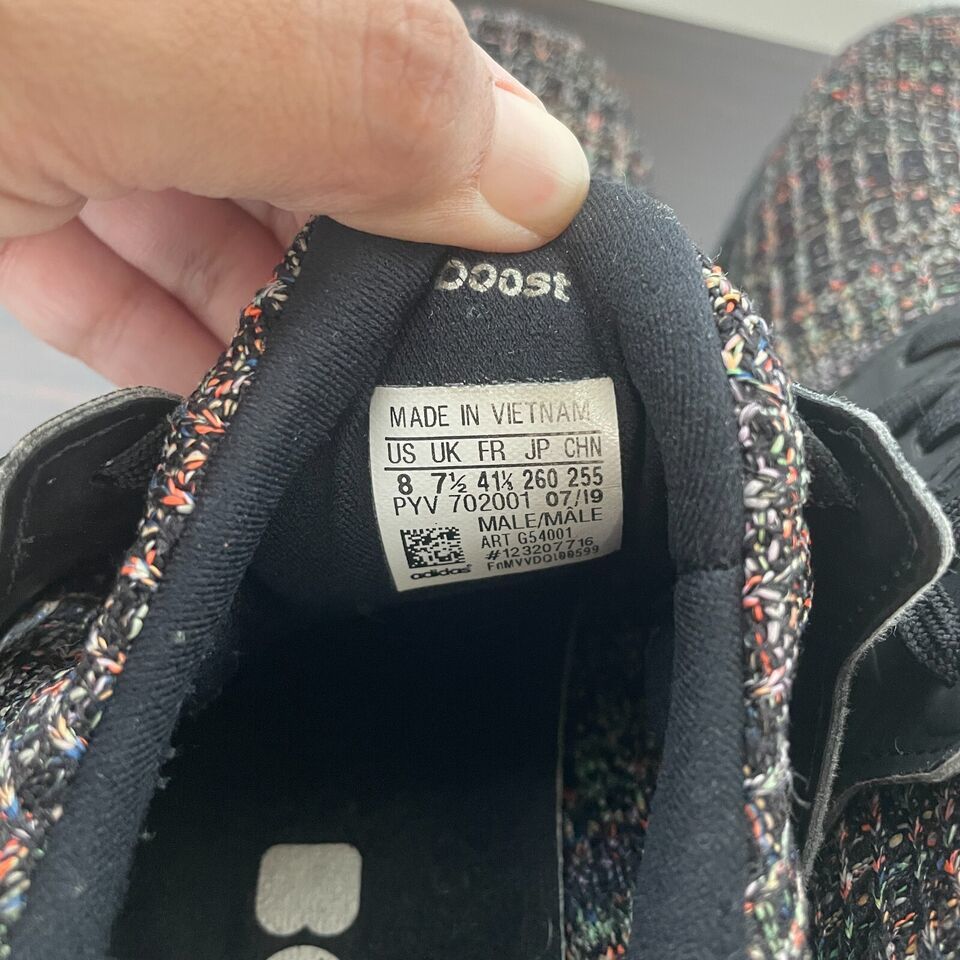 boost
MADE IN VIETNAM
US UK FR JP CHN
8 7½ 41⅓ 260 255
PYV 702001 07/19
MALE/MÂLE
ART G54001
#123207716
FnMVVDQl00599
adidas